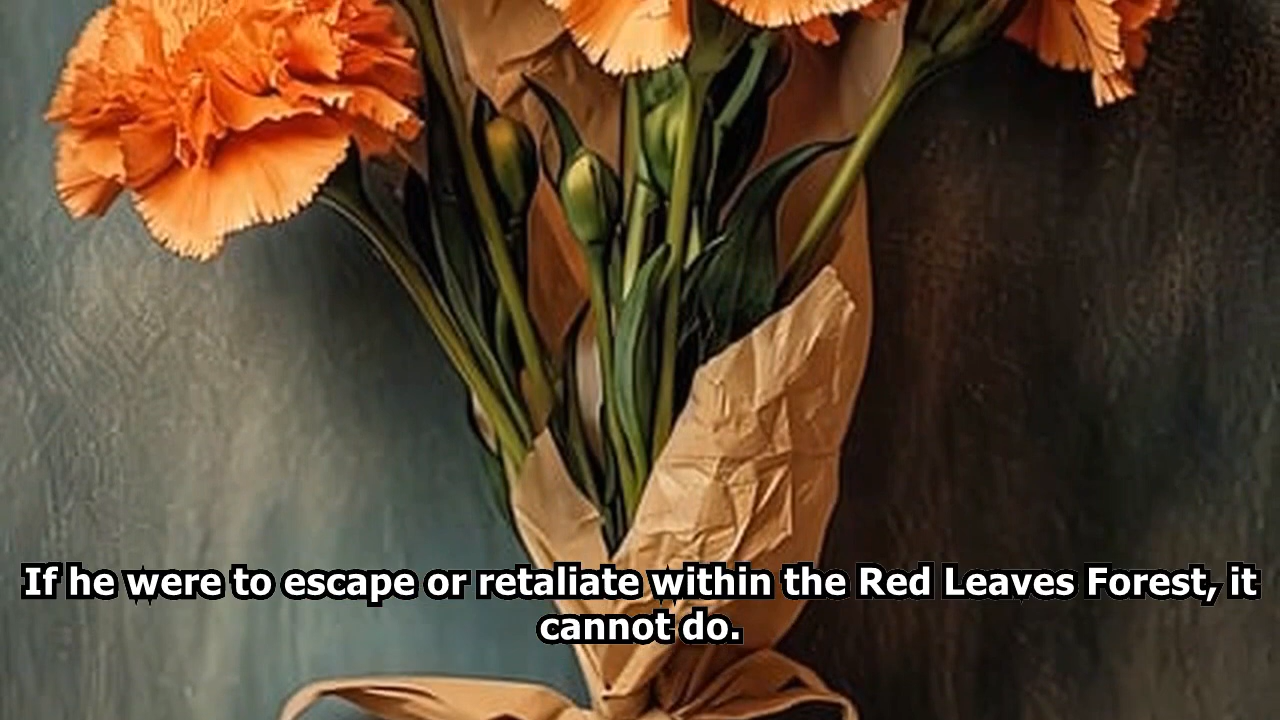 If he were to escape or retaliate within the Red Leaves Forest, it
cannot do.